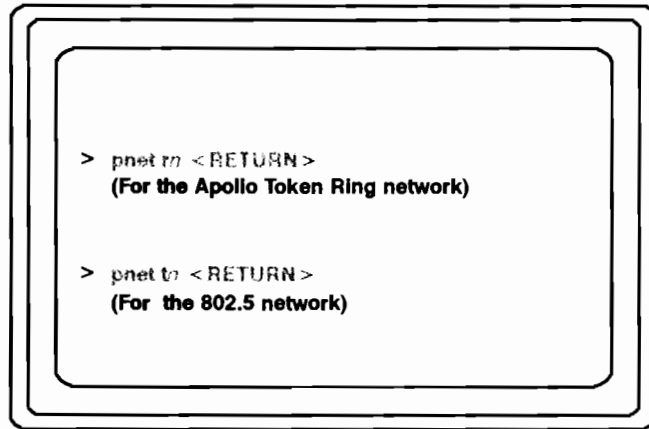 > pnet rn <RETURN>
(For the Apollo Token Ring network)
> pnet tn <RETURN>
(For the 802.5 network)